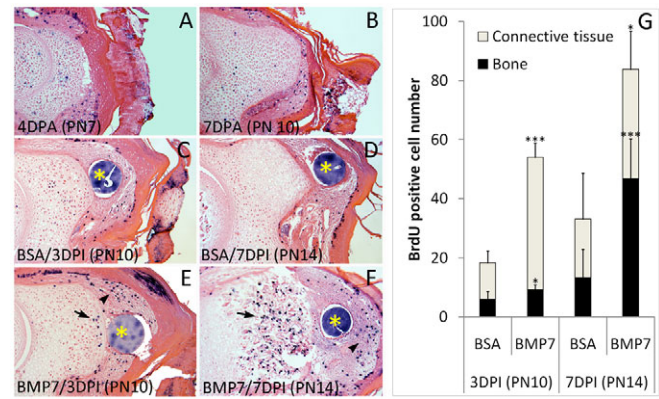 A
4DPA (PN7)
B
7DPA (PN 10)
C
*
BSA/3DPI (PN10)
D
*
BSA/7DPI (PN14)
E
*
BMP7/3DPI (PN10)
F
*
BMP7/7DPI (PN14)
G
BrdU positive cell number
100
80
60
40
20
0
Connective tissue
Bone
***
*
*
***
BSA
BMP7
BSA
BMP7
3DPI (PN10)
7DPI (PN14)